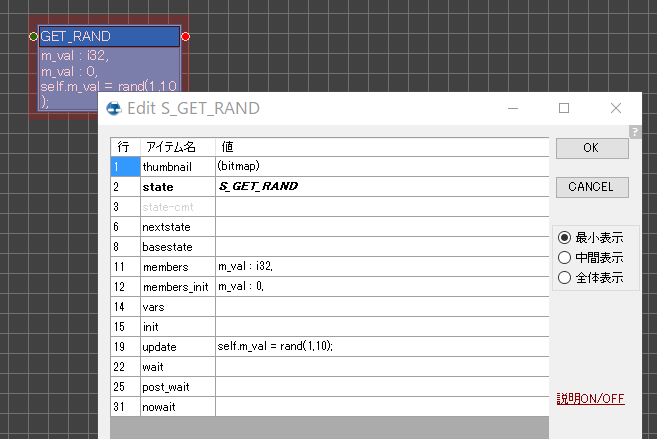 GET_RAND
m_val : i32,
m_val : 0,
self.m_val = rand(1,10
);
Edit S_GET_RAND
?
行 アイテム名 値
1 thumbnail (bitmap)
2 state S_GET_RAND
3 state-cmt
6 nextstate
8 basestate
11 members m_val : i32,
12 members_init m_val : 0,
14 vars
15 init
19 update self.m_val = rand(1,10);
22 wait
25 post_wait
31 nowait
OK
CANCEL
最小表示
中間表示
全体表示
説明ON/OFF